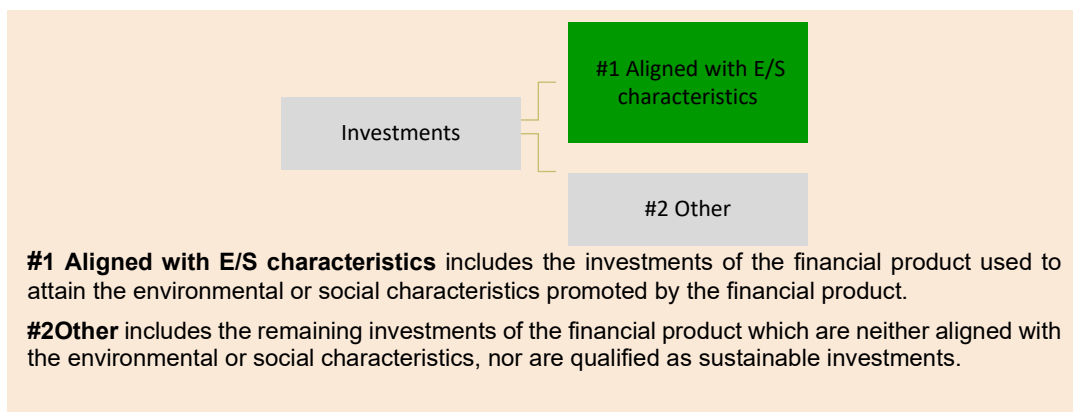 #1 Aligned with E/S
characteristics
Investments
#2 Other
#1 Aligned with E/S characteristics includes the investments of the financial product used to
attain the environmental or social characteristics promoted by the financial product.
#2Other includes the remaining investments of the financial product which are neither aligned with
the environmental or social characteristics, nor are qualified as sustainable investments.